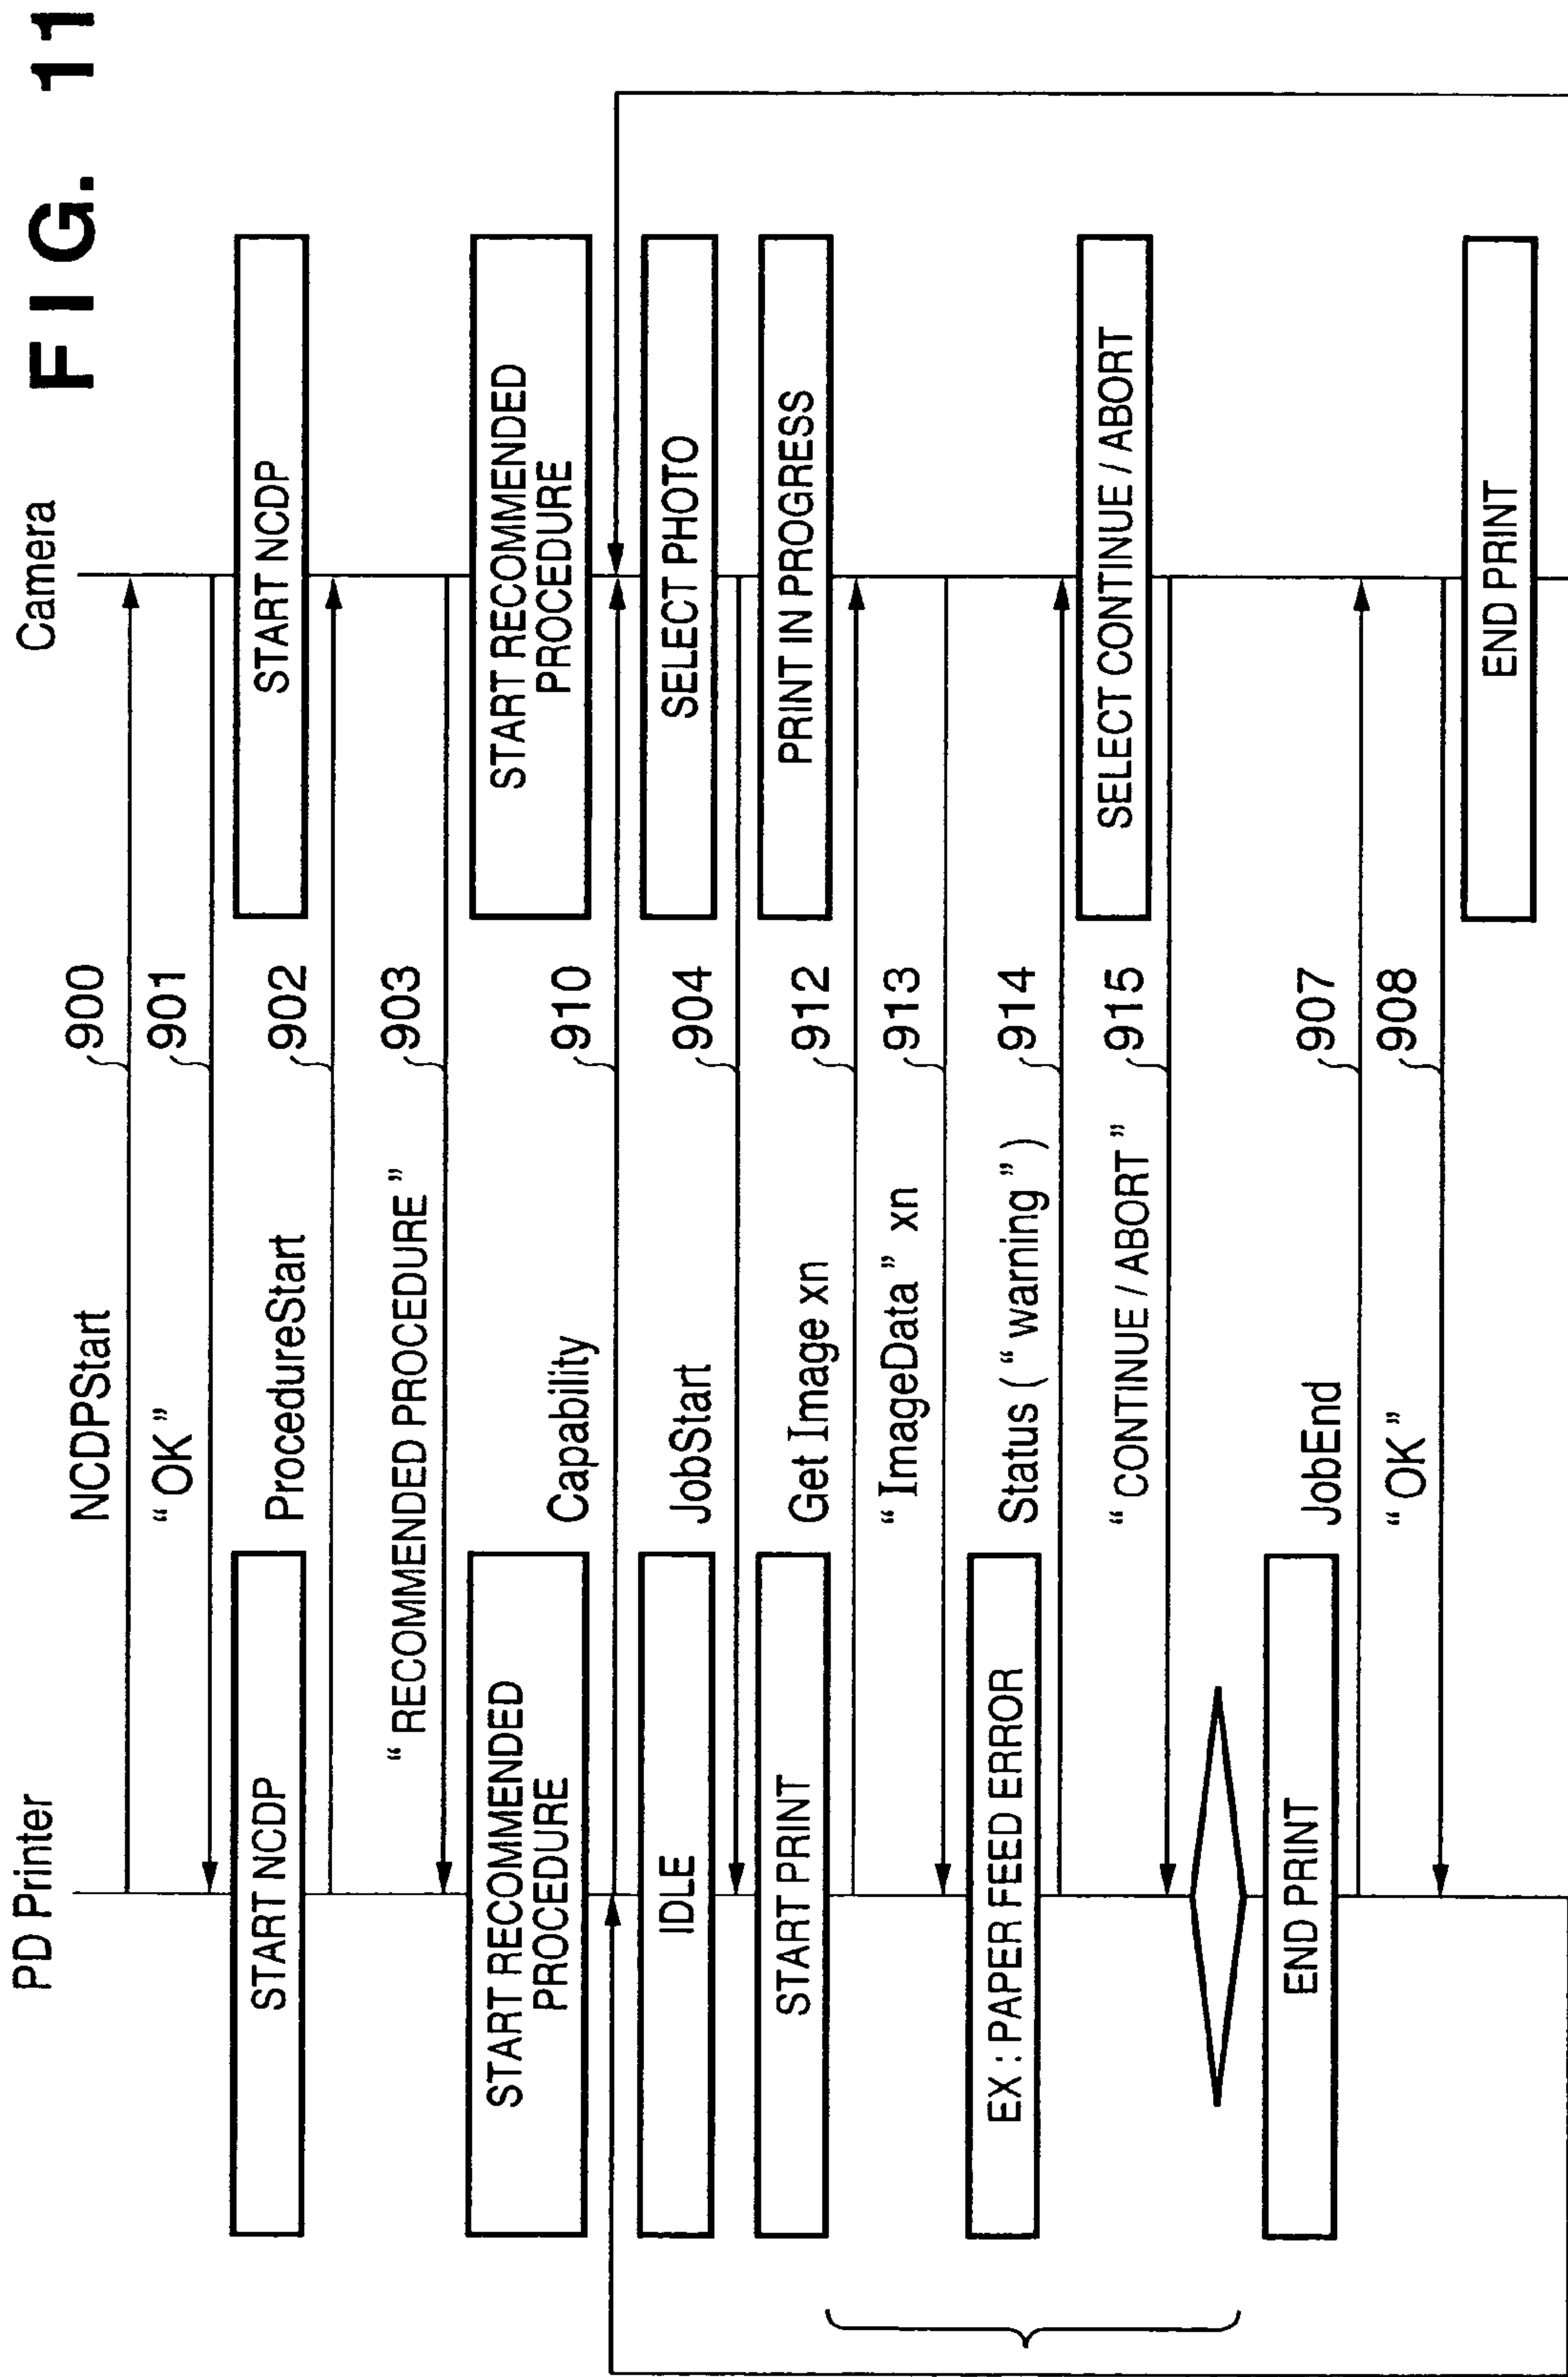 FIG. 11
PD Printer
Camera
NCDPStart
900
“ OK ”
901
START NCDP
START NCDP
ProcedureStart
902
“ RECOMMENDED PROCEDURE ”
903
START RECOMMENDED
PROCEDURE
START RECOMMENDED
PROCEDURE
Capability
910
IDLE
SELECT PHOTO
JobStart
904
START PRINT
PRINT IN PROGRESS
Get Image xn
912
“ ImageData ” xn
913
EX : PAPER FEED ERROR
Status ( “ warning ” )
914
SELECT CONTINUE / ABORT
“ CONTINUE / ABORT ”
915
END PRINT
JobEnd
907
“ OK ”
908
END PRINT